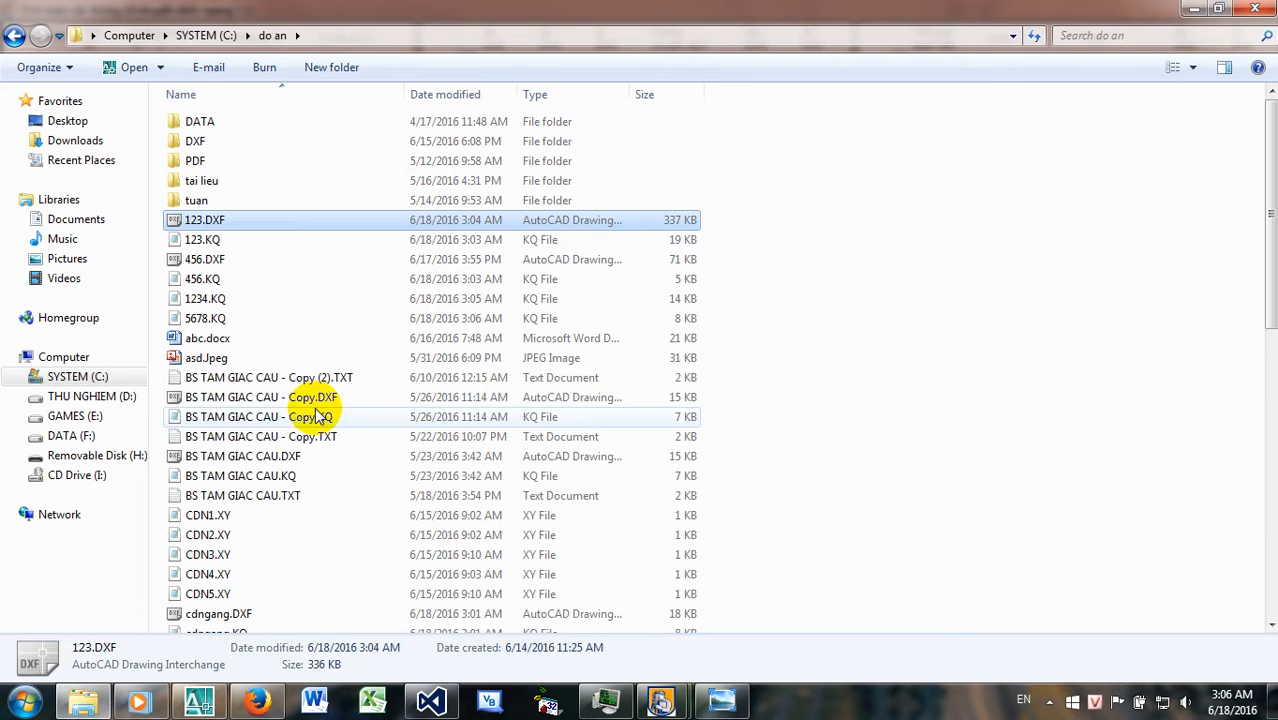 Computer ▸ SYSTEM (C:) ▸ do an ▸
Search do an
Organize Open E-mail Burn New folder
Name Date modified Type Size
Favorites
Desktop
Downloads
Recent Places
Libraries
Documents
Music
Pictures
Videos
Homegroup
Computer
SYSTEM (C:)
THU NGHIEM (D:)
GAMES (E:)
DATA (F:)
Removable Disk (H:)
CD Drive (I:)
Network
DATA 4/17/2016 11:48 AM File folder
DXF 6/15/2016 6:08 PM File folder
PDF 5/12/2016 9:58 AM File folder
tai lieu 5/16/2016 4:31 PM File folder
tuan 5/14/2016 9:53 AM File folder
123.DXF 6/18/2016 3:04 AM AutoCAD Drawing... 337 KB
123.KQ 6/18/2016 3:03 AM KQ File 19 KB
456.DXF 6/17/2016 3:55 PM AutoCAD Drawing... 71 KB
456.KQ 6/18/2016 3:03 AM KQ File 5 KB
1234.KQ 6/18/2016 3:05 AM KQ File 14 KB
5678.KQ 6/18/2016 3:06 AM KQ File 8 KB
abc.docx 6/16/2016 7:48 AM Microsoft Word D... 21 KB
asd.Jpeg 5/31/2016 6:09 PM JPEG Image 51 KB
BS TAM GIAC CAU - Copy (2).TXT 6/10/2016 12:15 AM Text Document 2 KB
BS TAM GIAC CAU - Copy.DXF 5/26/2016 11:14 AM AutoCAD Drawing... 15 KB
BS TAM GIAC CAU - Copy.KQ 5/26/2016 11:14 AM KQ File 7 KB
BS TAM GIAC CAU - Copy.TXT 5/22/2016 10:07 PM Text Document 2 KB
BS TAM GIAC CAU.DXF 5/23/2016 3:42 AM AutoCAD Drawing... 15 KB
BS TAM GIAC CAU.KQ 5/23/2016 3:42 AM KQ File 7 KB
BS TAM GIAC CAU.TXT 5/18/2016 3:54 PM Text Document 2 KB
CDN1.XY 6/15/2016 9:02 AM XY File 1 KB
CDN2.XY 6/15/2016 9:02 AM XY File 1 KB
CDN3.XY 6/15/2016 9:10 AM XY File 1 KB
CDN4.XY 6/15/2016 9:03 AM XY File 1 KB
CDN5.XY 6/15/2016 9:10 AM XY File 1 KB
cdngang.DXF 6/18/2016 3:01 AM AutoCAD Drawing... 18 KB
cdngang.KQ 6/18/2016 3:01 AM KQ File 8 KB
123.DXF Date modified: 6/18/2016 3:04 AM Date created: 6/14/2016 11:25 AM
AutoCAD Drawing Interchange Size: 336 KB
DXF
EN
3:06 AM
6/18/2016